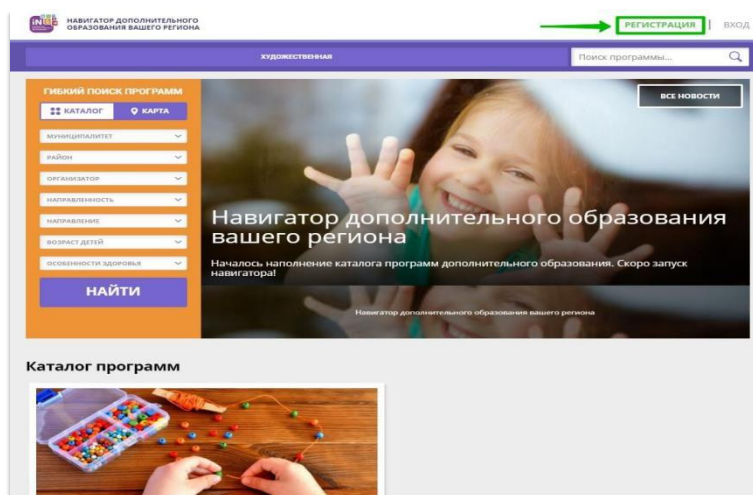 НАВИГАТОР ДОПОЛНИТЕЛЬНОГО
ОБРАЗОВАНИЯ ВАШЕГО РЕГИОНА
РЕГИСТРАЦИЯ
ВХОД
ХУДОЖЕСТВЕННАЯ
Поиск программы...
ГИБКИЙ ПОИСК ПРОГРАММ
КАТАЛОГ
КАРТА
МУНИЦИПАЛИТЕТ
РАЙОН
ОРГАНИЗАТОР
НАПРАВЛЕННОСТЬ
НАПРАВЛЕНИЕ
ВОЗРАСТ ДЕТЕЙ
ОСОБЕННОСТИ ЗДОРОВЬЯ
НАЙТИ
ВСЕ НОВОСТИ
Навигатор дополнительного образования
вашего региона
Началось наполнение каталога программ дополнительного образования. Скоро запуск
навигатора!
Навигатор дополнительного образования вашего региона
Каталог программ